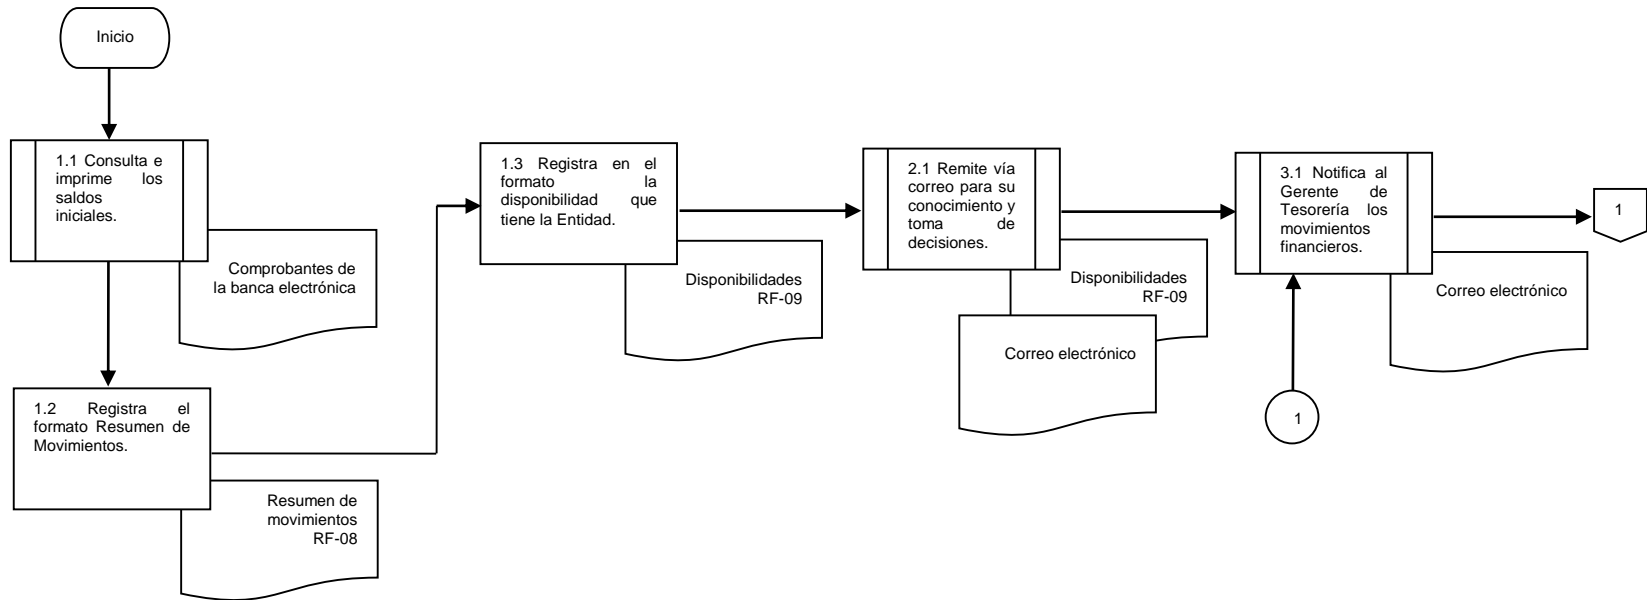 Inicio
1.1 Consulta e
imprime los
saldos
iniciales.
Comprobantes de
la banca electrónica
1.2 Registra el
formato Resumen de
Movimientos.
Resumen de
movimientos
RF-08
1.3 Registra en el
formato la
disponibilidad que
tiene la Entidad.
Disponibilidades
RF-09
2.1 Remite vía
correo para su
conocimiento y
toma de
decisiones.
Disponibilidades
RF-09
Correo electrónico
3.1 Notifica al
Gerente de
Tesorería los
movimientos
financieros.
Correo electrónico
1
1